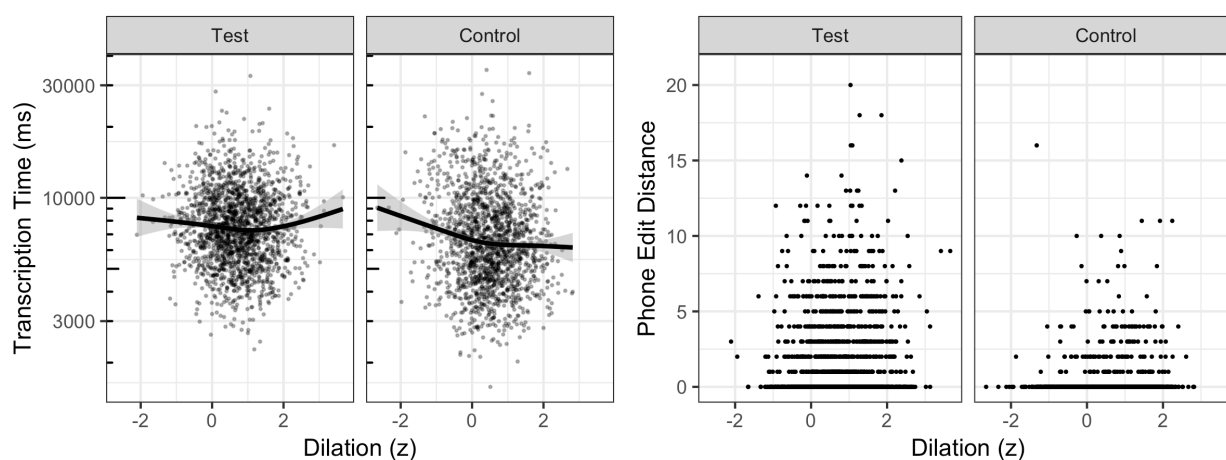 Test
Control
Transcription Time (ms)
30000
10000
3000
-2 0 2
-2 0 2
Dilation (z)
Test
Control
Phone Edit Distance
20
15
10
5
0
-2 0 2
-2 0 2
Dilation (z)